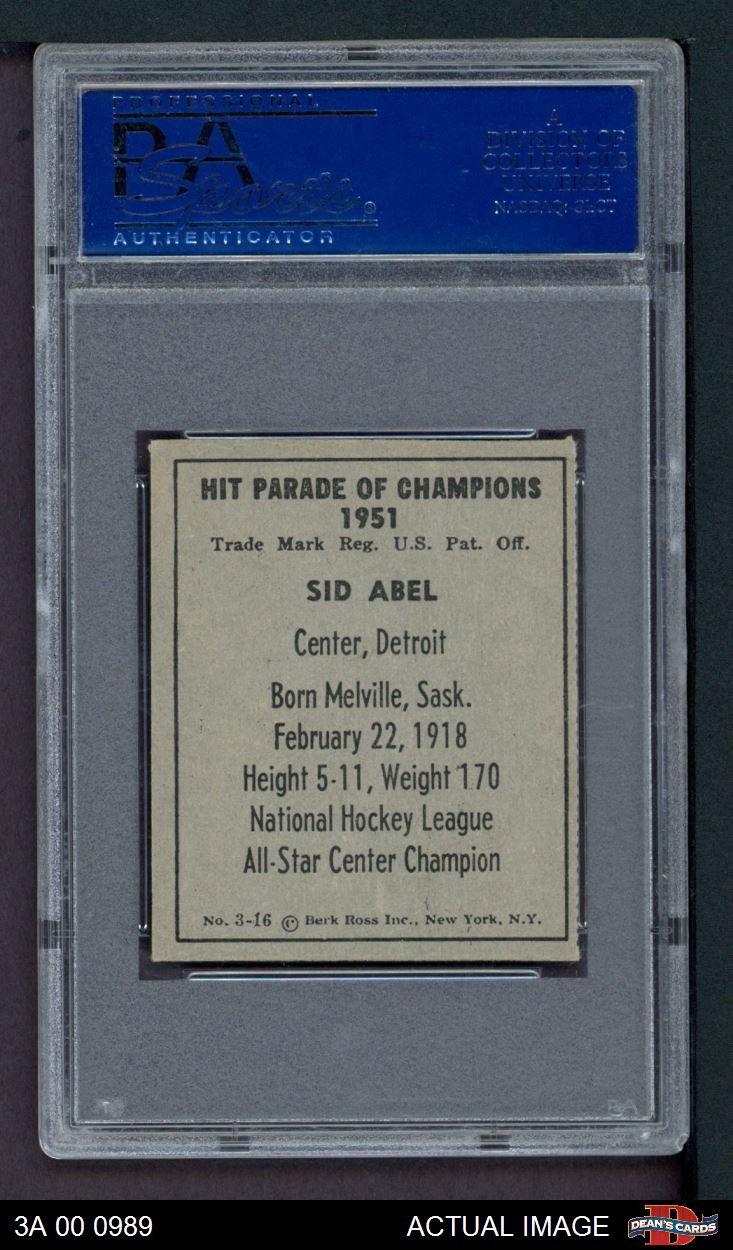 PROFESSIONAL
PSA
Sports®
AUTHENTICATOR
A
DIVISION OF
COLLECTORS
UNIVERSE
NASDAQ: CLCT
HIT PARADE OF CHAMPIONS
1951
Trade Mark Reg. U.S. Pat. Off.
SID ABEL
Center, Detroit
Born Melville, Sask.
February 22, 1918
Height 5-11, Weight 170
National Hockey League
All-Star Center Champion
No. 3-16 © Berk Ross Inc., New York, N.Y.
3A 00 0989
ACTUAL IMAGE
DEAN'S CARDS